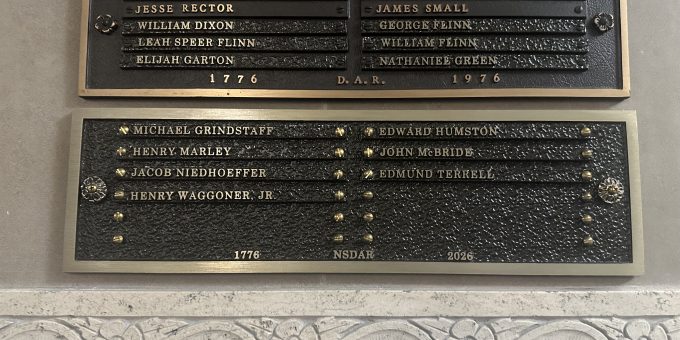 JESSE RECTOR JAMES SMALL
WILLIAM DIXON GEORGE FLINN
LEAH SPEER FLINN WILLIAM FLINN
ELIJAH GARTON NATHANIEL GREEN
1776 D.A.R. 1976
MICHAEL GRINDSTAFF EDWARD HUMSTON
HENRY MARLEY JOHN McBRIDE
JACOB NIEDHOEFFER EDMUND TERRELL
HENRY WAGGONER, JR.
1776 NSDAR 2026